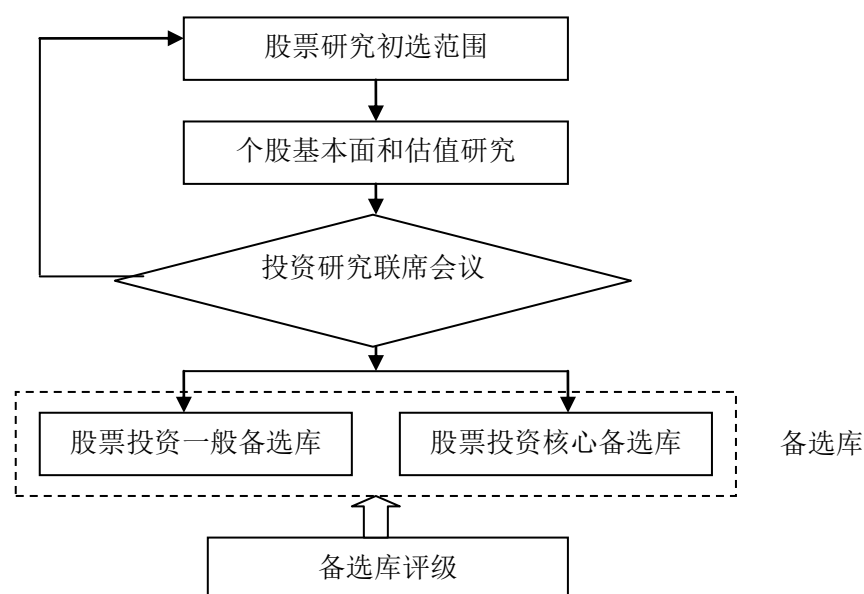 股票研究初选范围
个股基本面和估值研究
投资研究联席会议
股票投资一般备选库
股票投资核心备选库
备选库
备选库评级